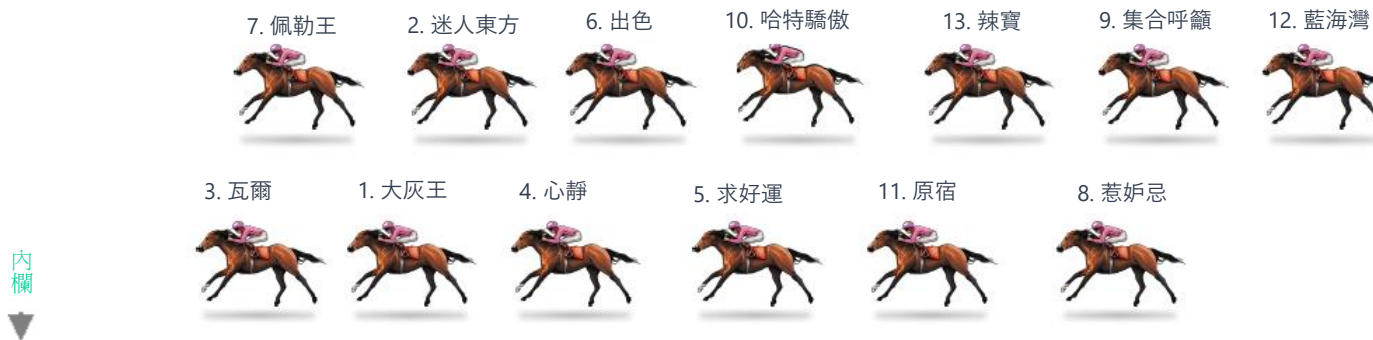 7. 佩勒王
2. 迷人東方
6. 出色
10. 哈特驕傲
13. 辣寶
9. 集合呼籲
12. 藍海灣
3. 瓦爾
1. 大灰王
4. 心靜
5. 求好運
11. 原宿
8. 惹妒忌
內欄